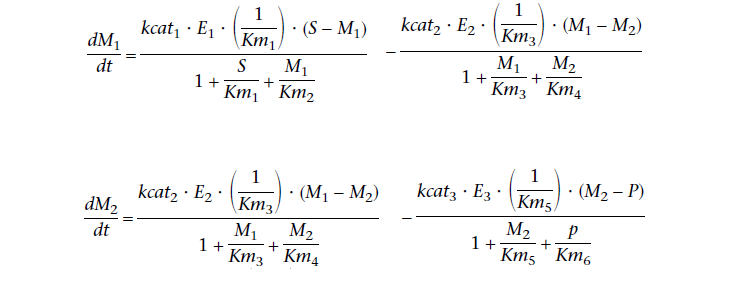 dM₁/dt = (kcat₁ · E₁ · (1/Km₁) · (S – M₁))/(1 + S/Km₁ + M₁/Km₂) – (kcat₂ · E₂ · (1/Km₃) · (M₁ – M₂))/(1 + M₁/Km₃ + M₂/Km₄)
dM₂/dt = (kcat₂ · E₂ · (1/Km₃) · (M₁ – M₂))/(1 + M₁/Km₃ + M₂/Km₄) – (kcat₃ · E₃ · (1/Km₅) · (M₂ – P))/(1 + M₂/Km₅ + p/Km₆)